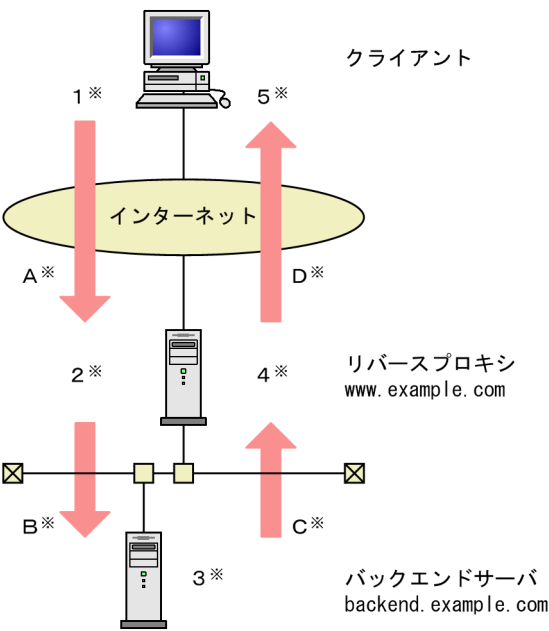 クライアント
1※
5※
インターネット
A※
D※
リバースプロキシ
www.example.com
2※
4※
B※
C※
3※
バックエンドサーバ
backend.example.com